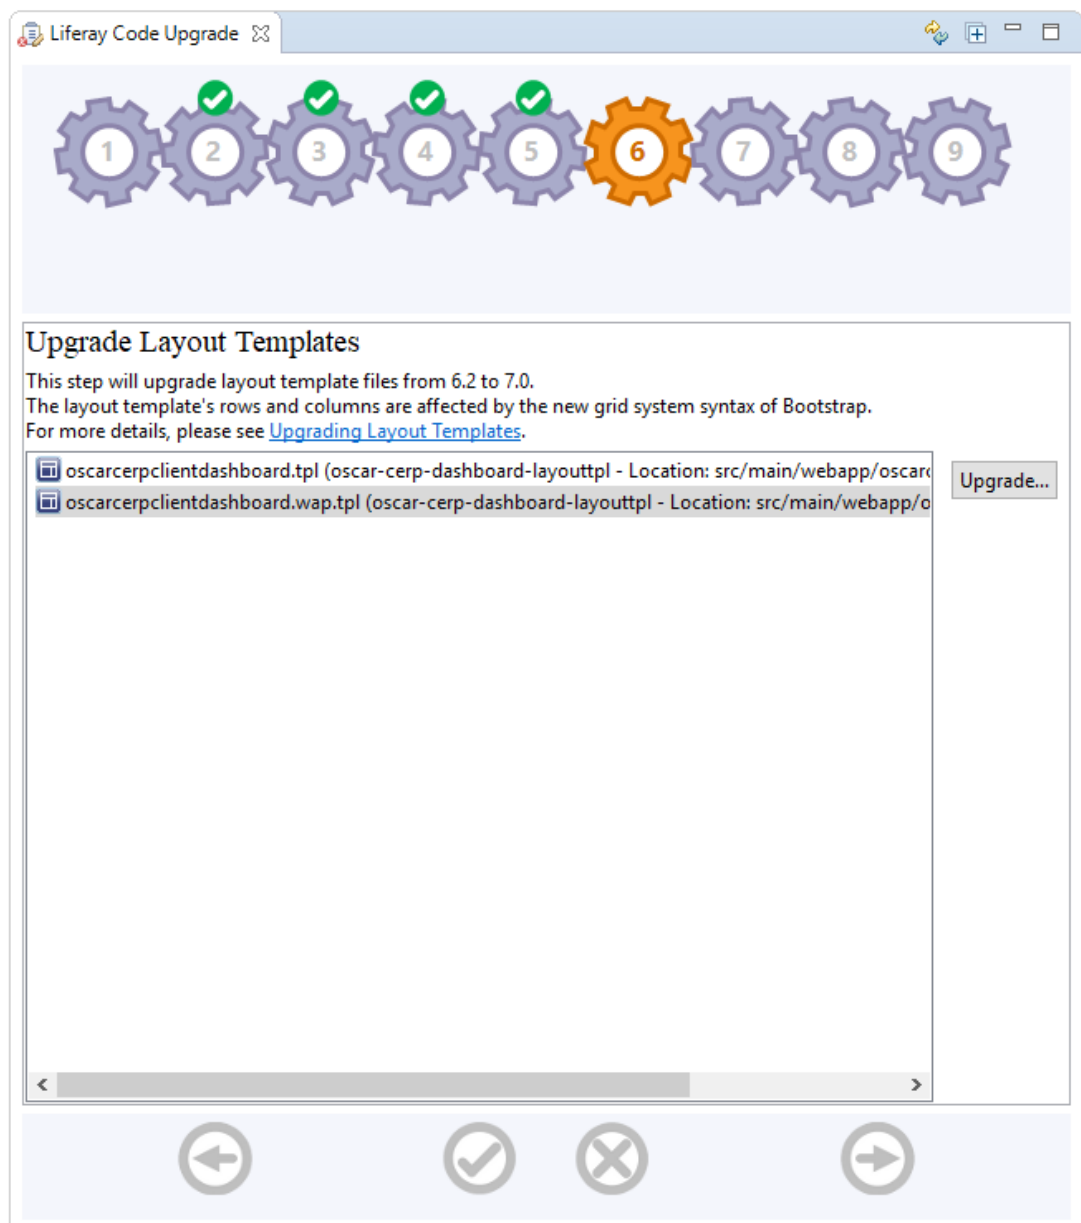 Liferay Code Upgrade
1 2 3 4 5 6 7 8 9
Upgrade Layout Templates
This step will upgrade layout template files from 6.2 to 7.0.
The layout template's rows and columns are affected by the new grid system syntax of Bootstrap.
For more details, please see Upgrading Layout Templates.
oscarcerpclientdashboard.tpl (oscar-cerp-dashboard-layouttpl - Location: src/main/webapp/oscarc
Upgrade...
oscarcerpclientdashboard.wap.tpl (oscar-cerp-dashboard-layouttpl - Location: src/main/webapp/o